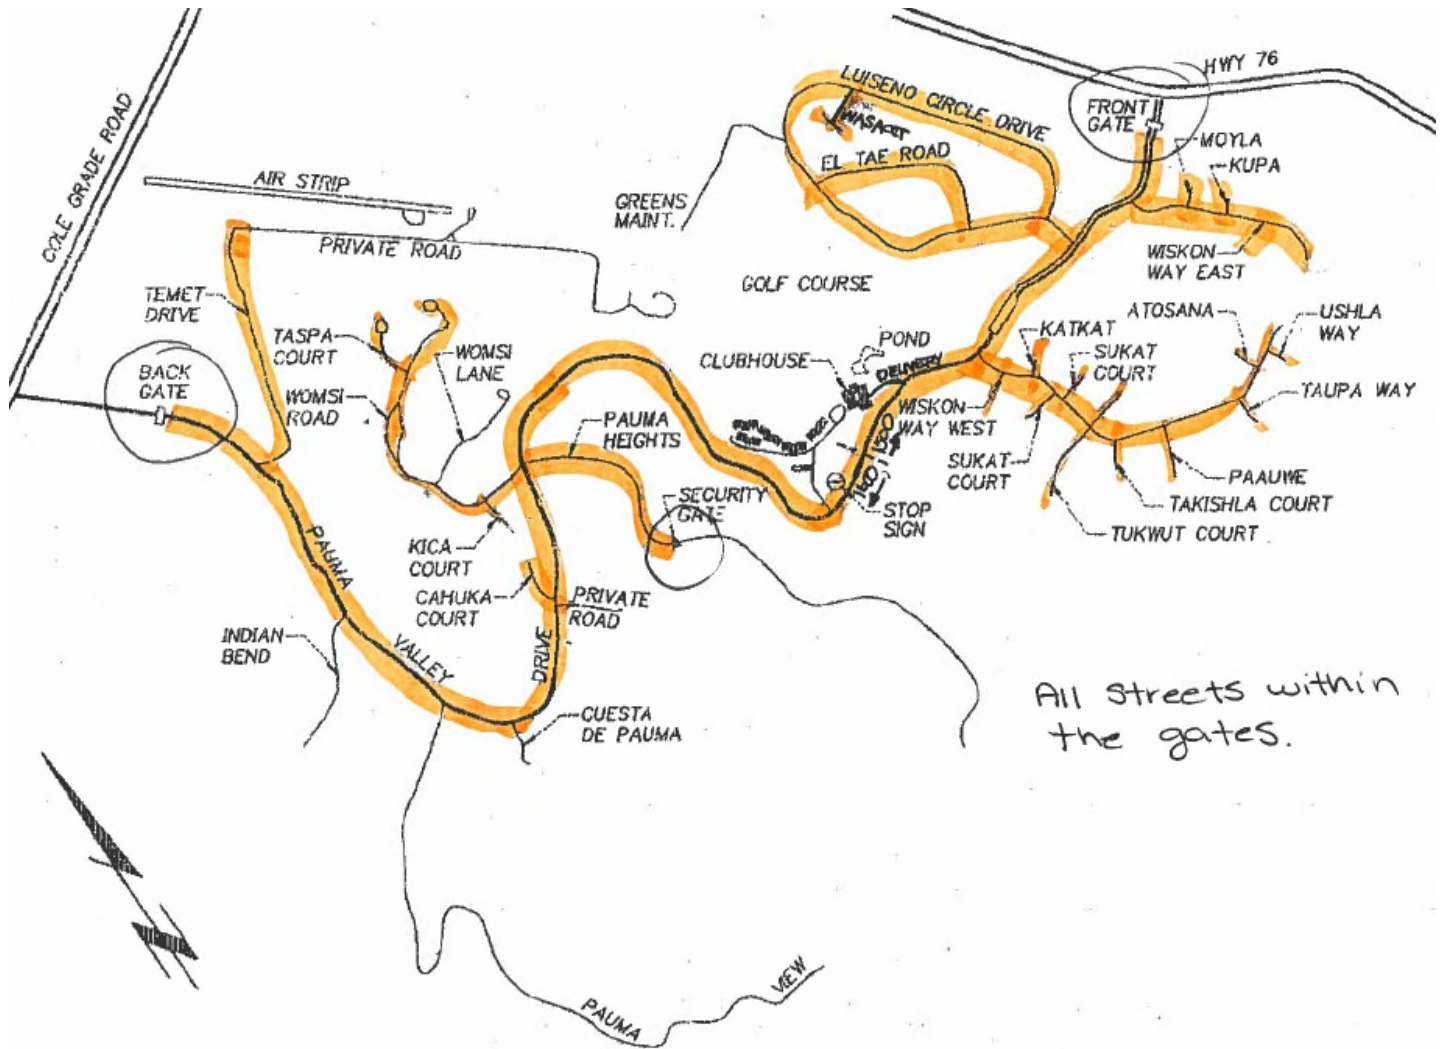 HWY 76
LUISENO CIRCLE DRIVE
FRONT
GATE
COLE GRADE ROAD
MOYLA
KUPA
EL TAE ROAD
AIR STRIP
GREENS
MAINT.
PRIVATE ROAD
WISKON
WAY EAST
GOLF COURSE
TEMET
DRIVE
ATOSANA
USHLA
WAY
TASPA
COURT
WOMSI
LANE
POND
KATKAT
CLUBHOUSE
DELIVERY
SUKAT
COURT
BACK
GATE
WOMSI
ROAD
TAUPA WAY
PAUMA
HEIGHTS
WISKON
WAY WEST
1500
1600
SUKAT
COURT
PAAUWE
SECURITY
GATE
STOP
SIGN
TAKISHLA COURT
TUKWUT COURT
KICA
COURT
CAHUKA
COURT
PRIVATE
ROAD
PAUMA
VALLEY
DRIVE
INDIAN
BEND
CUESTA
DE PAUMA
All streets within
the gates.
PAUMA
VIEW